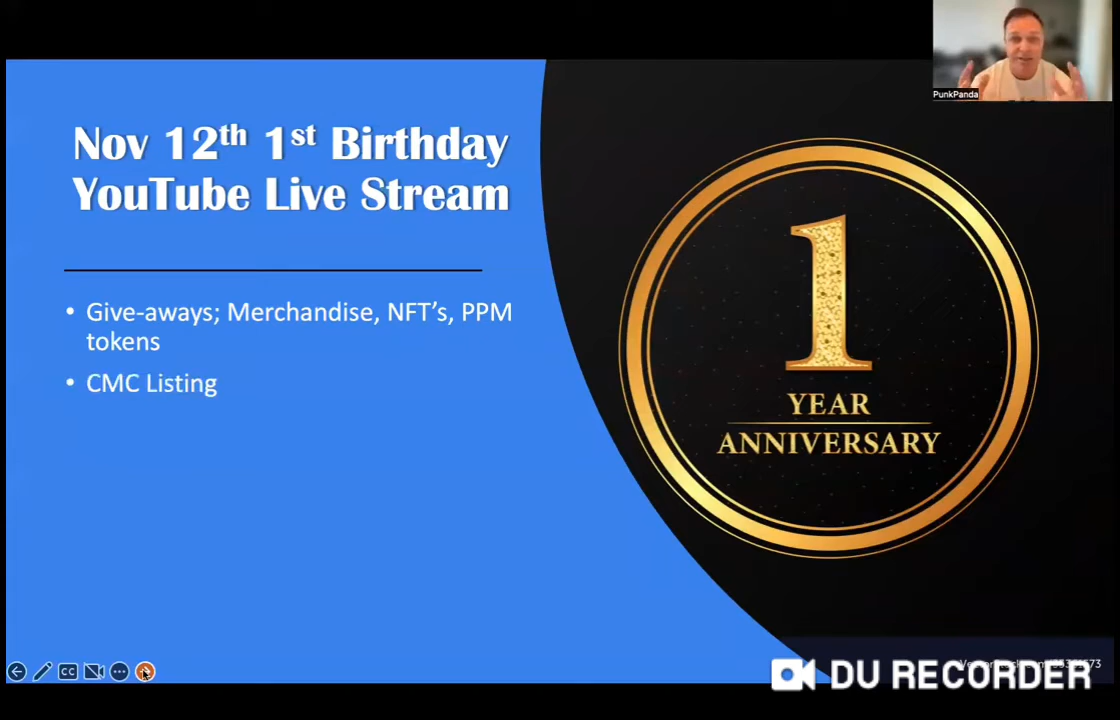 PunkPanda
Nov 12th 1st Birthday
YouTube Live Stream
• Give-aways; Merchandise, NFT's, PPM
tokens
• CMC Listing
1
YEAR
ANNIVERSARY
CC
DU RECORDER